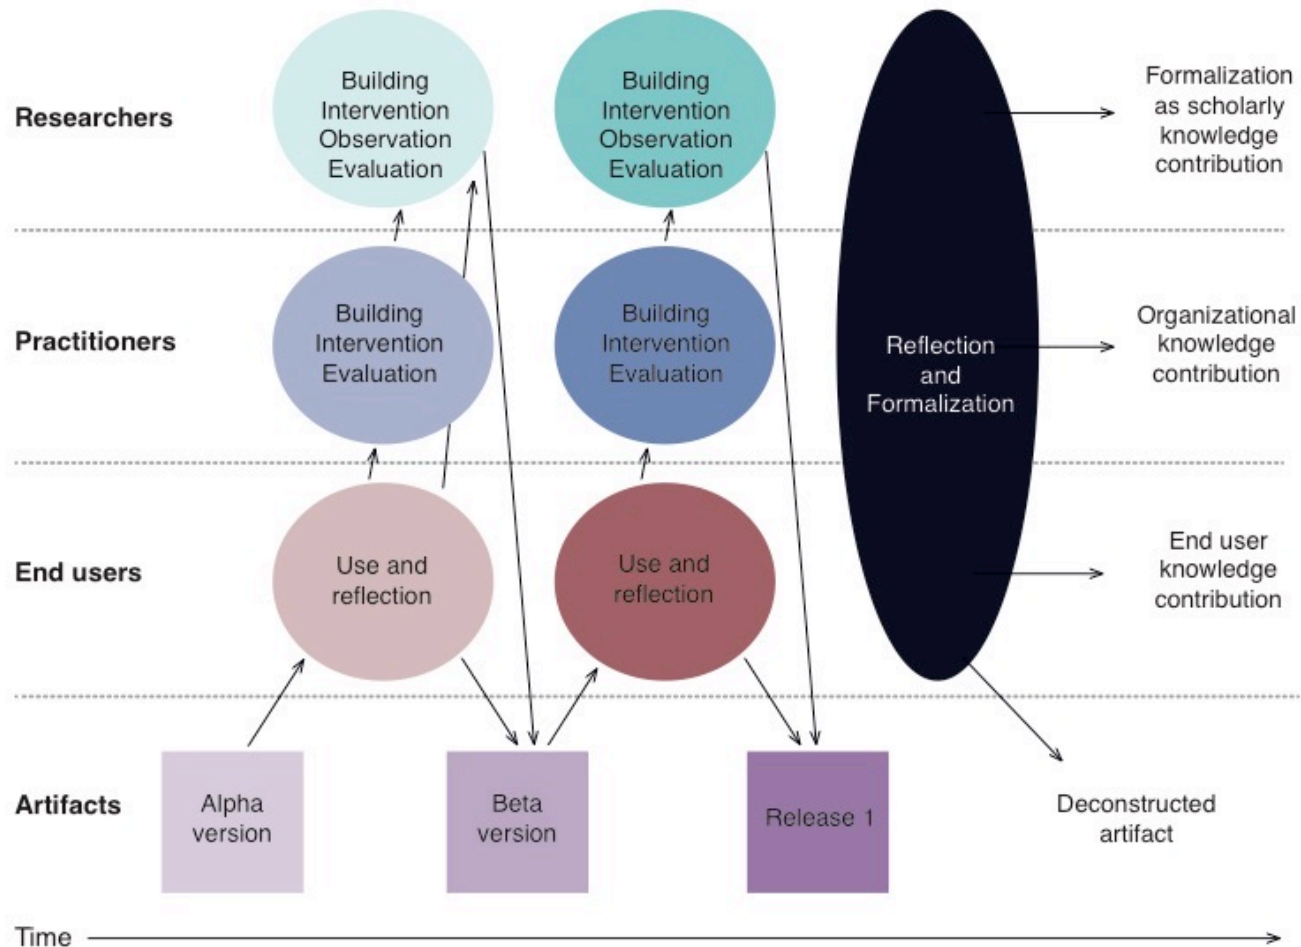 Researchers
Building
Intervention
Observation
Evaluation
Building
Intervention
Observation
Evaluation
Formalization
as scholarly
knowledge
contribution
Practitioners
Building
Intervention
Evaluation
Building
Intervention
Evaluation
Reflection
and
Formalization
Organizational
knowledge
contribution
End users
Use and
reflection
Use and
reflection
End user
knowledge
contribution
Artifacts
Alpha
version
Beta
version
Release 1
Deconstructed
artifact
Time